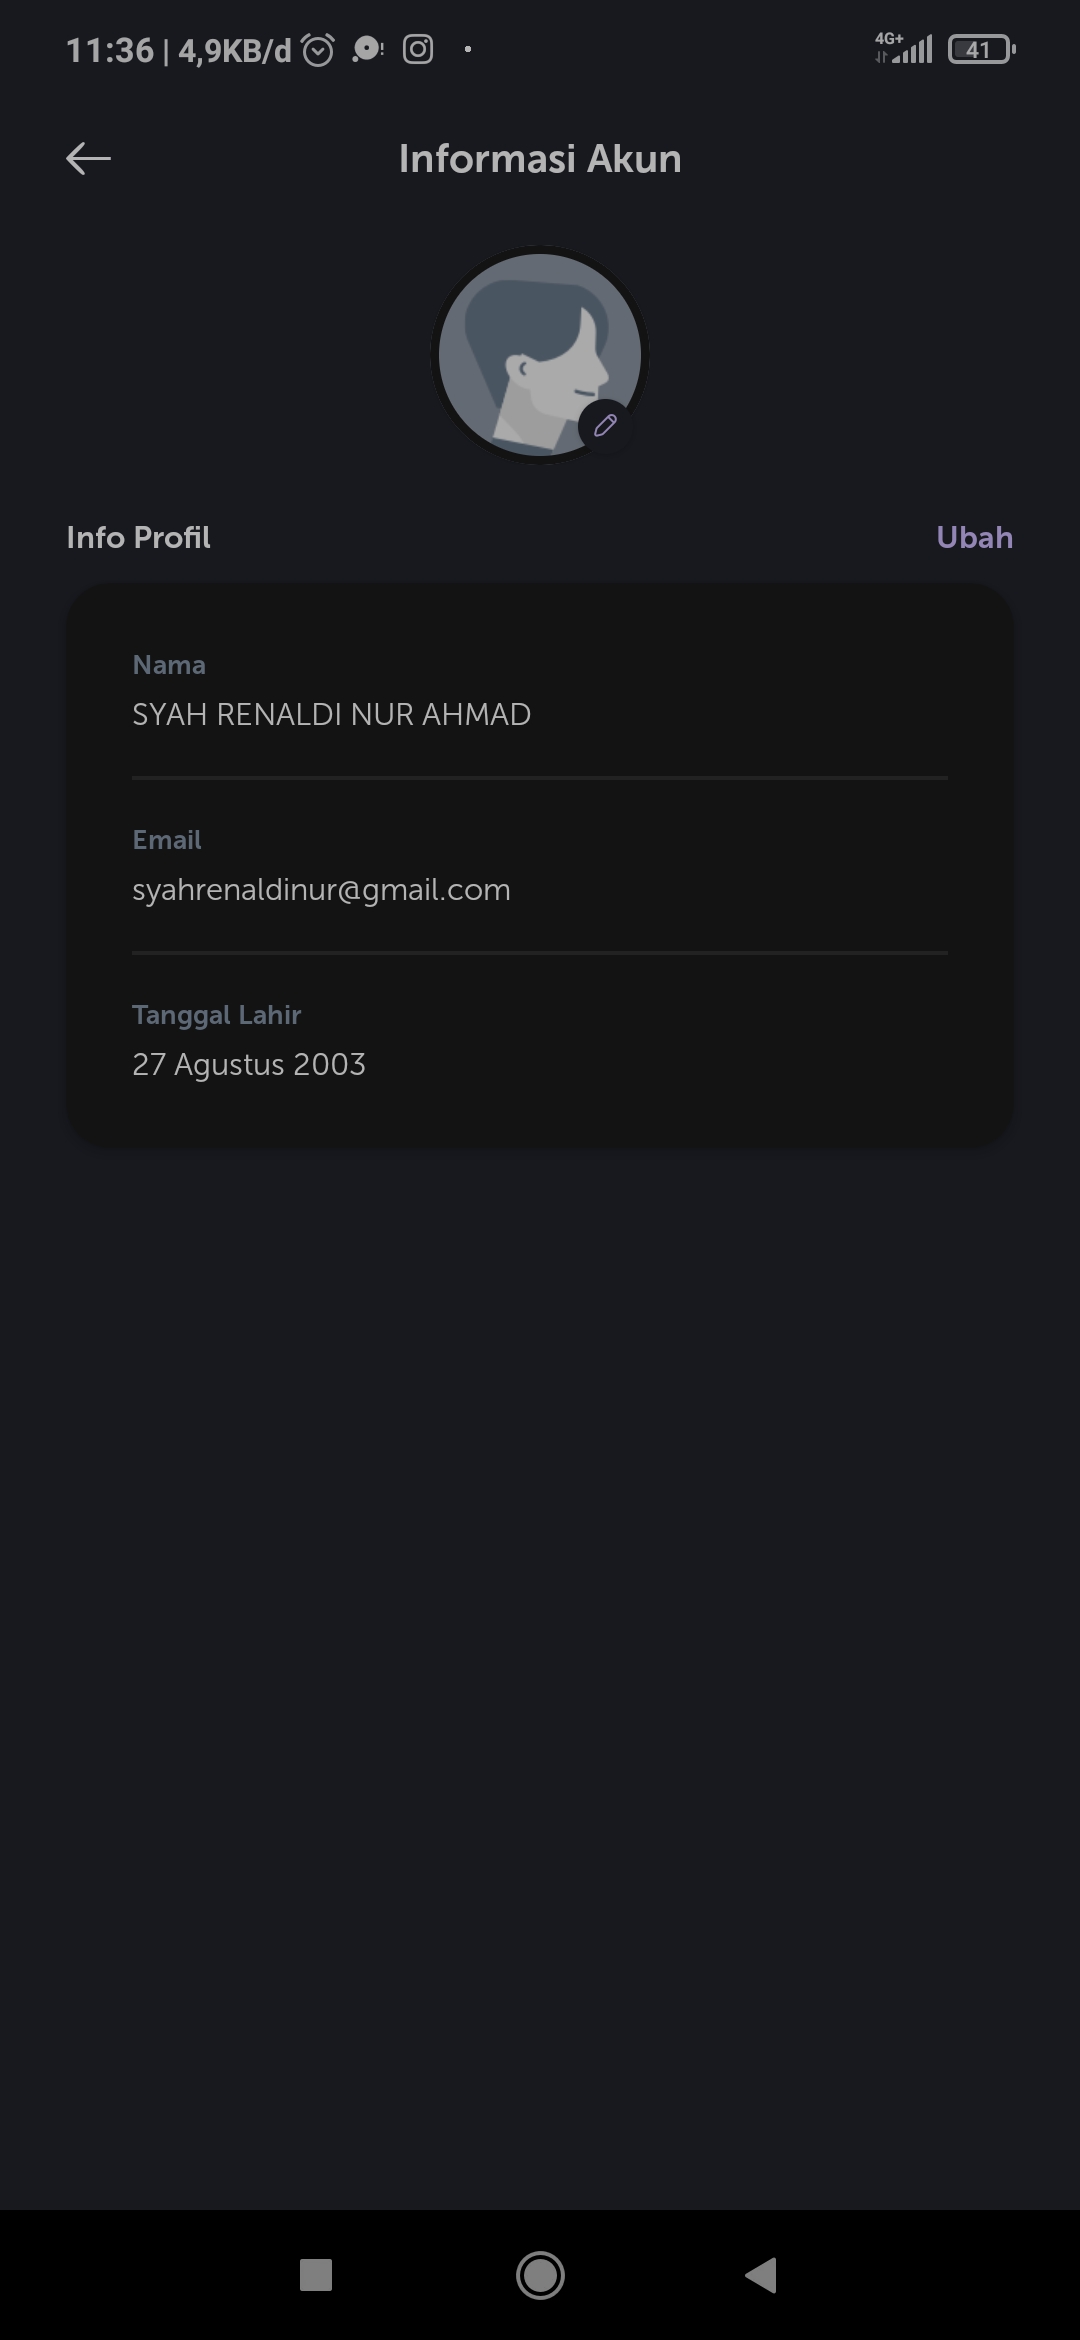 11:36 | 4,9KB/d
4G+
41
Informasi Akun
Info Profil
Ubah
Nama
SYAH RENALDI NUR AHMAD
Email
syahrenaldinur@gmail.com
Tanggal Lahir
27 Agustus 2003